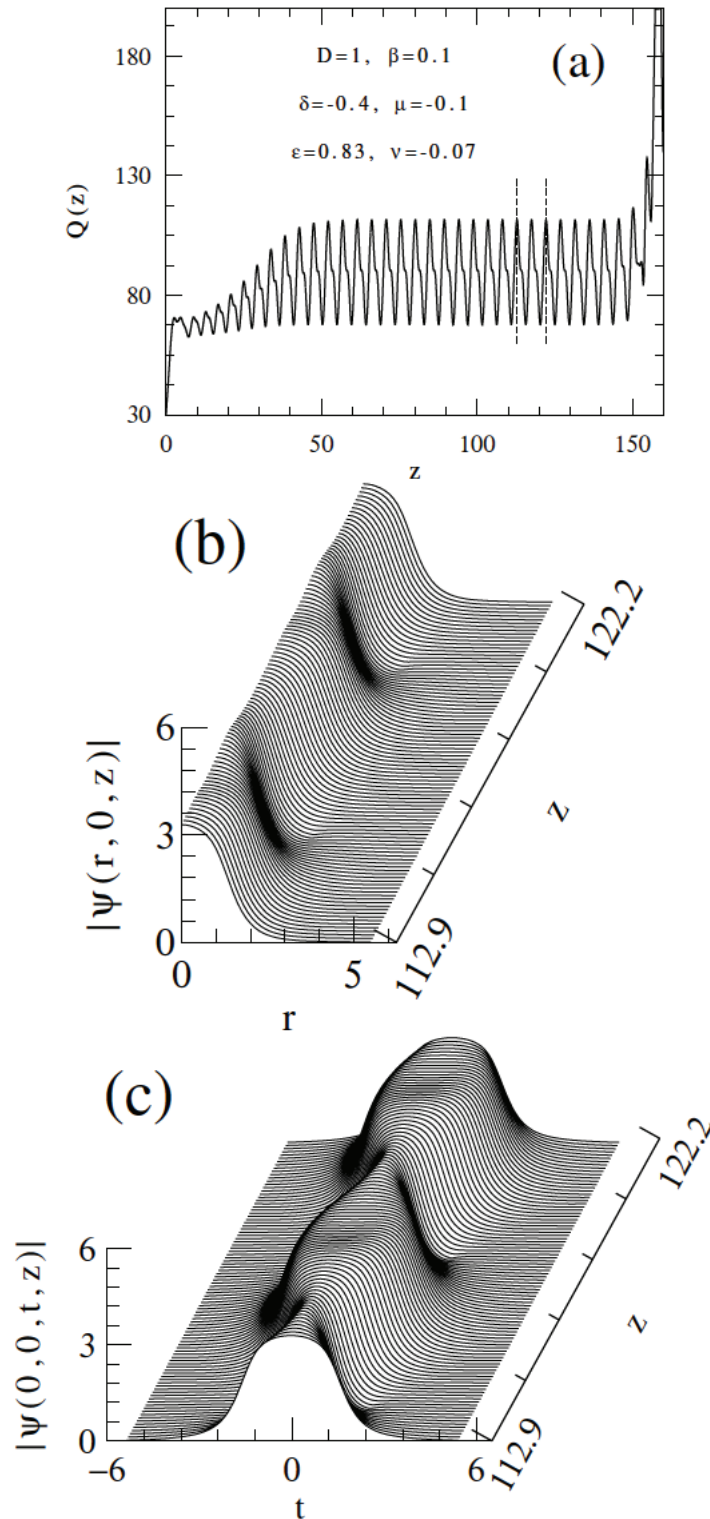 180
130
80
30
Q(z)
D=1, β=0.1
(a)
δ=-0.4, μ=-0.1
ε=0.83, ν=-0.07
0
50
100
150
z
(b)
6
3
0
|ψ(r,0,z)|
0
5
r
112.9
z
122.2
(c)
6
3
0
|ψ(0,0,t,z)|
-6
0
6
t
112.9
z
122.2